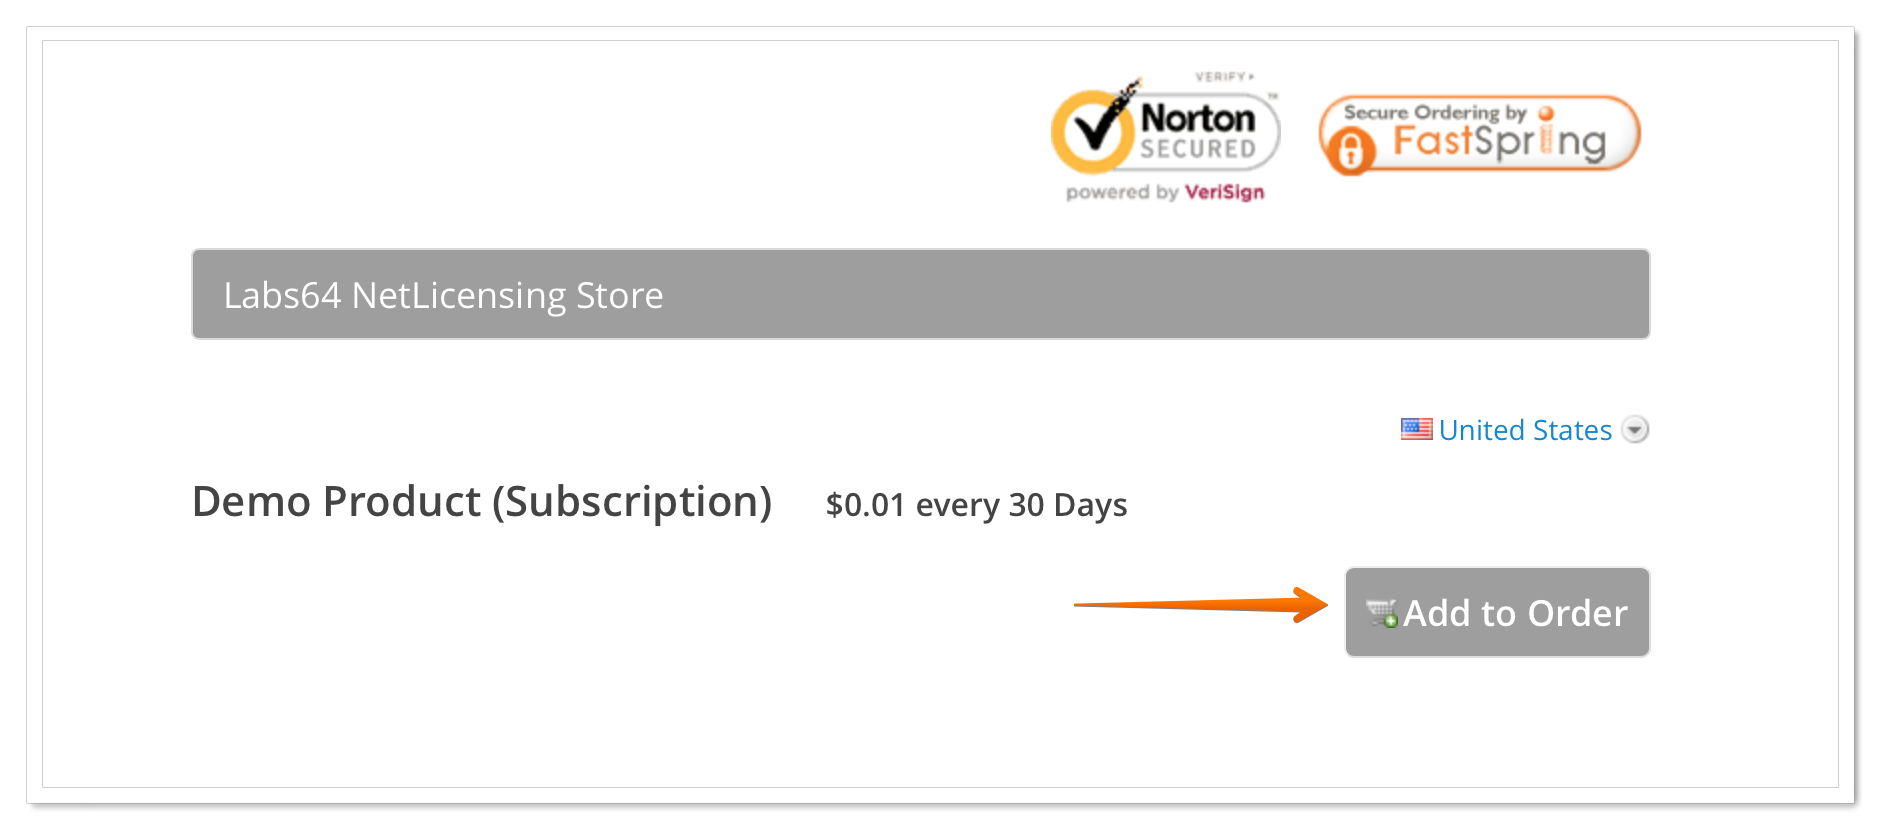 VERIFY
Norton
SECURED
™
powered by VeriSign
Secure Ordering by
FastSpring
Labs64 NetLicensing Store
United States
Demo Product (Subscription)
$0.01 every 30 Days
Add to Order